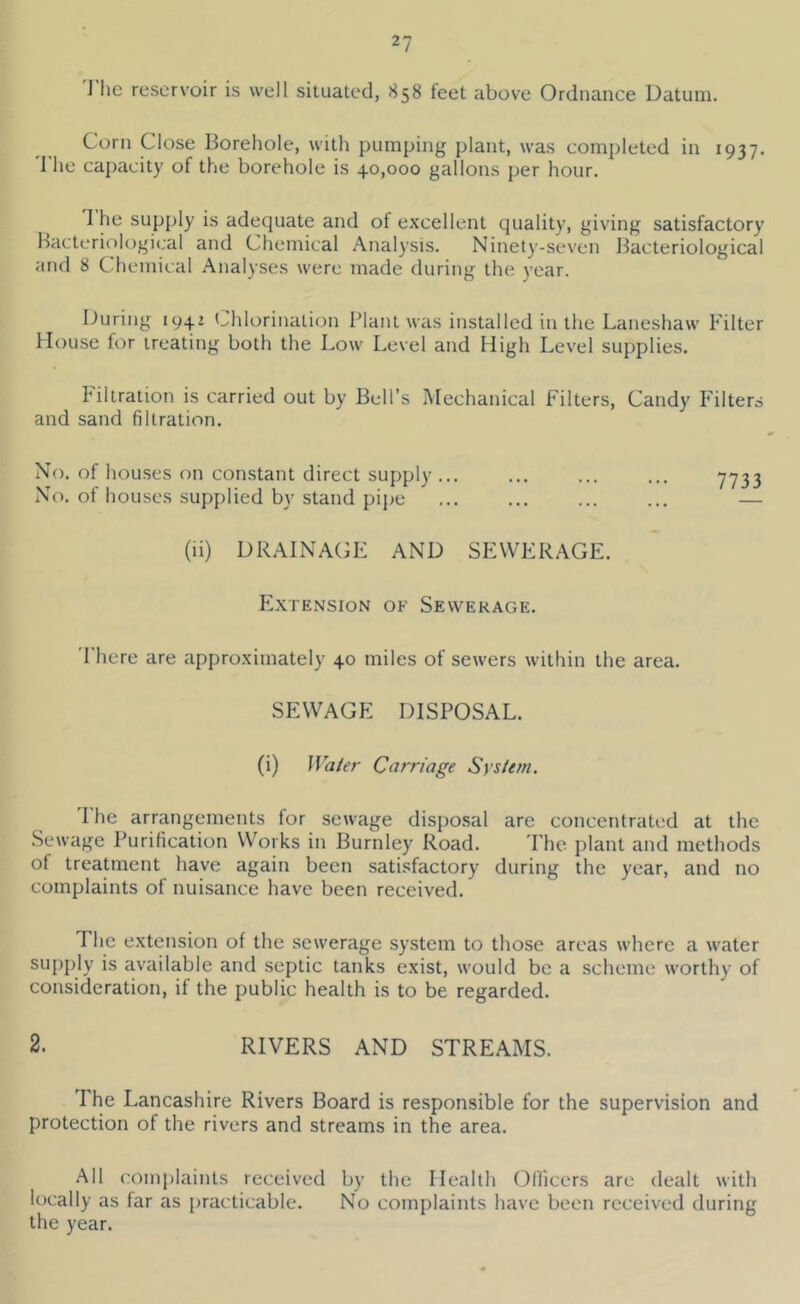 27
The reservoir is well situated, 858 feet above Ordnance Datum.
Corn Close Borehole, with pumping plant, was completed in 1937.
The capacity of the borehole is 40,000 gallons per hour.
The supply is adequate and of excellent quality, giving satisfactory
Bacteriological and Chemical Analysis. Ninety-seven Bacteriological
and 8 Chemical Analyses were made during the year.
During 1942 Chlorination Plant was installed in the Laneshaw Filter
House for treating both the Low Level and High Level supplies.
Filtration is carried out by Bell's Mechanical Filters, Candy Filters
and sand filtration.
No. of houses on constant direct supply ... ... ... ... 7733
No. of houses supplied by stand pipe ... ... ... ... —
(ii) DRAINAGE AND SEWERAGE.
EXTENSION OF SEWERAGE.
There are approximately 40 miles of sewers within the area.
SEWAGE DISPOSAL.
(i) Water Carriage System.
The arrangements for sewage disposal are concentrated at the
Sewage Purification Works in Burnley Road. The plant and methods
of treatment have again been satisfactory during the year, and no
complaints of nuisance have been received.
The extension of the sewerage system to those areas where a water
supply is available and septic tanks exist, would be a scheme worthy of
consideration, if the public health is to be regarded.
2. RIVERS AND STREAMS.
The Lancashire Rivers Board is responsible for the supervision and
protection of the rivers and streams in the area.
All complaints received by the Health Officers are dealt with
locally as far as practicable. No complaints have been received during
the year.